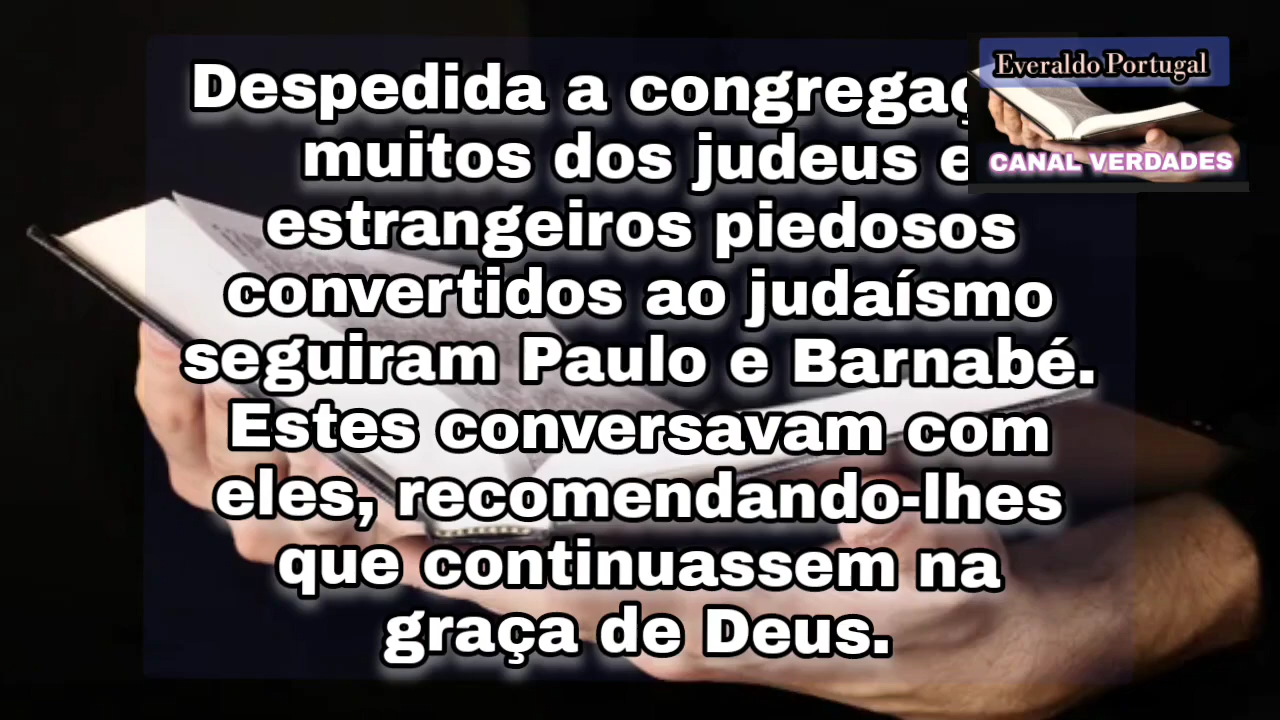 Despedida a congregaç
muitos dos judeus e
estrangeiros piedosos
convertidos ao judaísmo
seguiram Paulo e Barnabé.
Estes conversavam com
eles, recomendando-lhes
que continuassem na
graça de Deus.
Everaldo Portugal
CANAL VERDADES